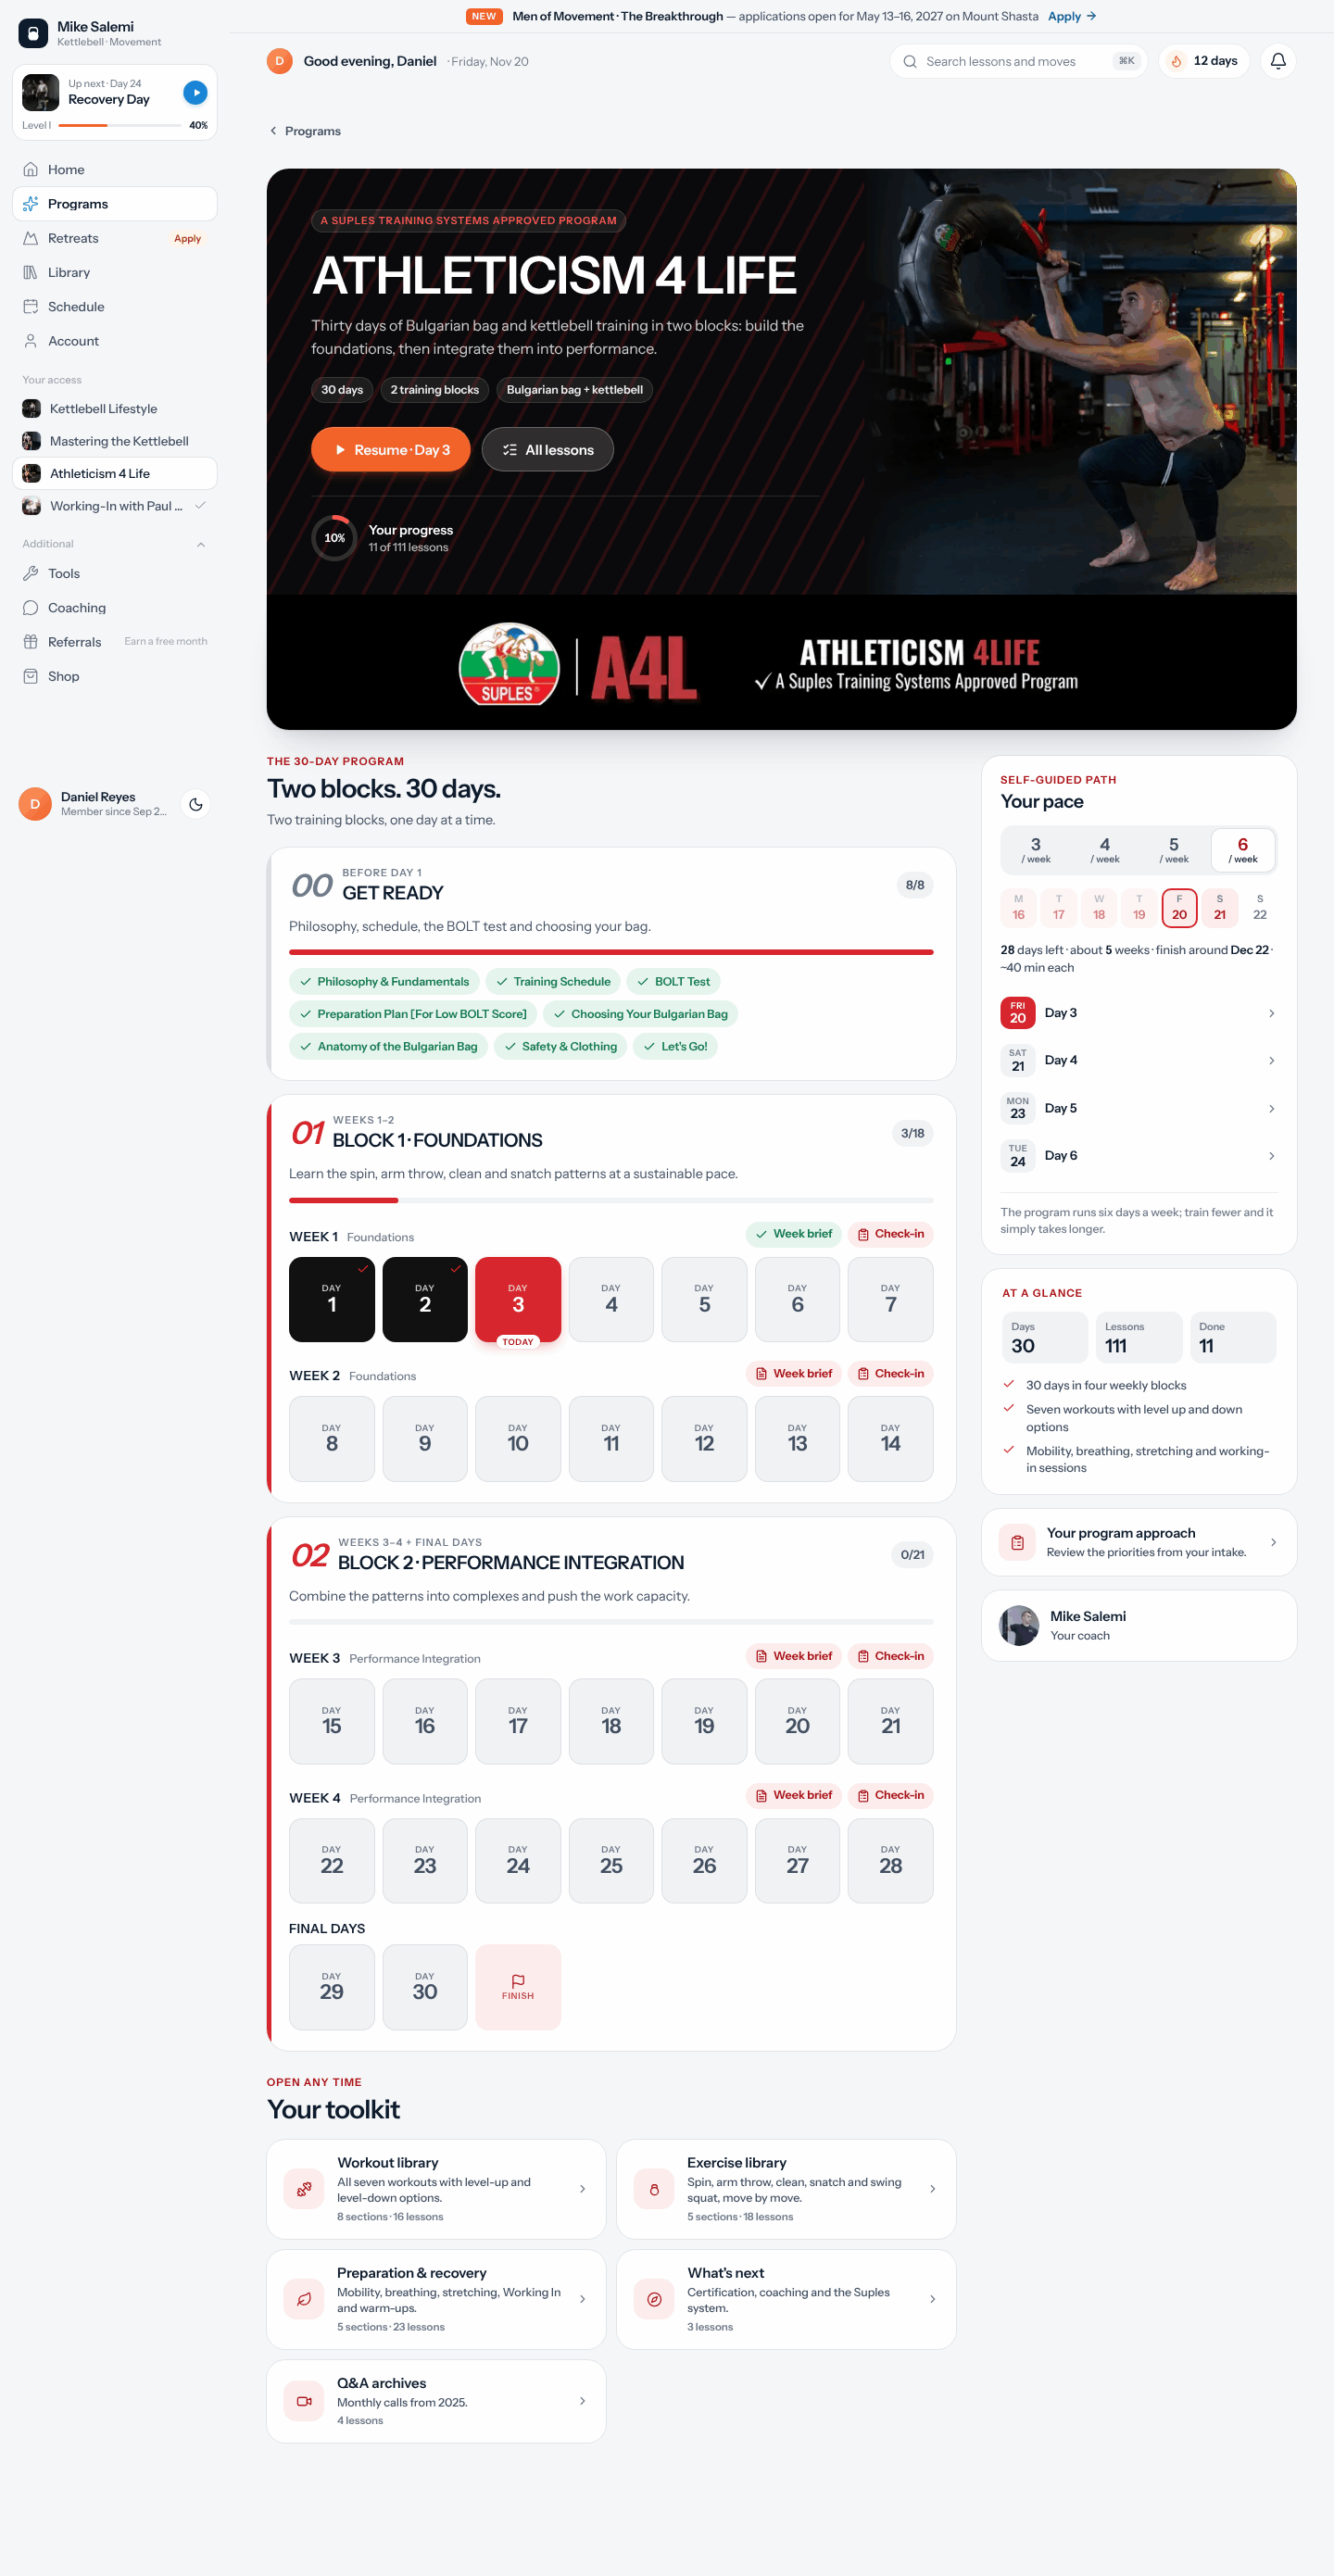 Mike Salemi
Kettlebell · Movement
Up next · Day 24
Recovery Day
Level I
40%
Home
Programs
Retreats
Apply
Library
Schedule
Account
Your access
Kettlebell Lifestyle
Mastering the Kettlebell
Athleticism 4 Life
Working-In with Paul ...
Additional
Tools
Coaching
Referrals
Earn a free month
Shop
D
Daniel Reyes
Member since Sep 2...
NEW Men of Movement · The Breakthrough — applications open for May 13–16, 2027 on Mount Shasta Apply →
D Good evening, Daniel · Friday, Nov 20
Search lessons and moves ⌘K
12 days
Programs
A SUPLES TRAINING SYSTEMS APPROVED PROGRAM
ATHLETICISM 4 LIFE
Thirty days of Bulgarian bag and kettlebell training in two blocks: build the
foundations, then integrate them into performance.
30 days
2 training blocks
Bulgarian bag + kettlebell
Resume · Day 3
All lessons
10%
Your progress
11 of 111 lessons
SUPLES®
A4L
ATHLETICISM 4LIFE
✓ A Suples Training Systems Approved Program
THE 30-DAY PROGRAM
Two blocks. 30 days.
Two training blocks, one day at a time.
00
BEFORE DAY 1
GET READY
8/8
Philosophy, schedule, the BOLT test and choosing your bag.
Philosophy & Fundamentals
Training Schedule
BOLT Test
Preparation Plan [For Low BOLT Score]
Choosing Your Bulgarian Bag
Anatomy of the Bulgarian Bag
Safety & Clothing
Let's Go!
01
WEEKS 1–2
BLOCK 1 · FOUNDATIONS
3/18
Learn the spin, arm throw, clean and snatch patterns at a sustainable pace.
WEEK 1 Foundations
Week brief
Check-in
DAY
1
DAY
2
DAY
3
TODAY
DAY
4
DAY
5
DAY
6
DAY
7
WEEK 2 Foundations
Week brief
Check-in
DAY
8
DAY
9
DAY
10
DAY
11
DAY
12
DAY
13
DAY
14
02
WEEKS 3–4 + FINAL DAYS
BLOCK 2 · PERFORMANCE INTEGRATION
0/21
Combine the patterns into complexes and push the work capacity.
WEEK 3 Performance Integration
Week brief
Check-in
DAY
15
DAY
16
DAY
17
DAY
18
DAY
19
DAY
20
DAY
21
WEEK 4 Performance Integration
Week brief
Check-in
DAY
22
DAY
23
DAY
24
DAY
25
DAY
26
DAY
27
DAY
28
FINAL DAYS
DAY
29
DAY
30
FINISH
OPEN ANY TIME
Your toolkit
Workout library
All seven workouts with level-up and
level-down options.
8 sections · 16 lessons
Exercise library
Spin, arm throw, clean, snatch and swing
squat, move by move.
5 sections · 18 lessons
Preparation & recovery
Mobility, breathing, stretching, Working In
and warm-ups.
5 sections · 23 lessons
What's next
Certification, coaching and the Suples
system.
3 lessons
Q&A archives
Monthly calls from 2025.
4 lessons
SELF-GUIDED PATH
Your pace
3
/ week
4
/ week
5
/ week
6
/ week
M
16
T
17
W
18
T
19
F
20
S
21
S
22
28 days left · about 5 weeks · finish around Dec 22 ·
~40 min each
FRI
20
Day 3
SAT
21
Day 4
MON
23
Day 5
TUE
24
Day 6
The program runs six days a week; train fewer and it
simply takes longer.
AT A GLANCE
Days
30
Lessons
111
Done
11
30 days in four weekly blocks
Seven workouts with level up and down
options
Mobility, breathing, stretching and working-
in sessions
Your program approach
Review the priorities from your intake.
Mike Salemi
Your coach